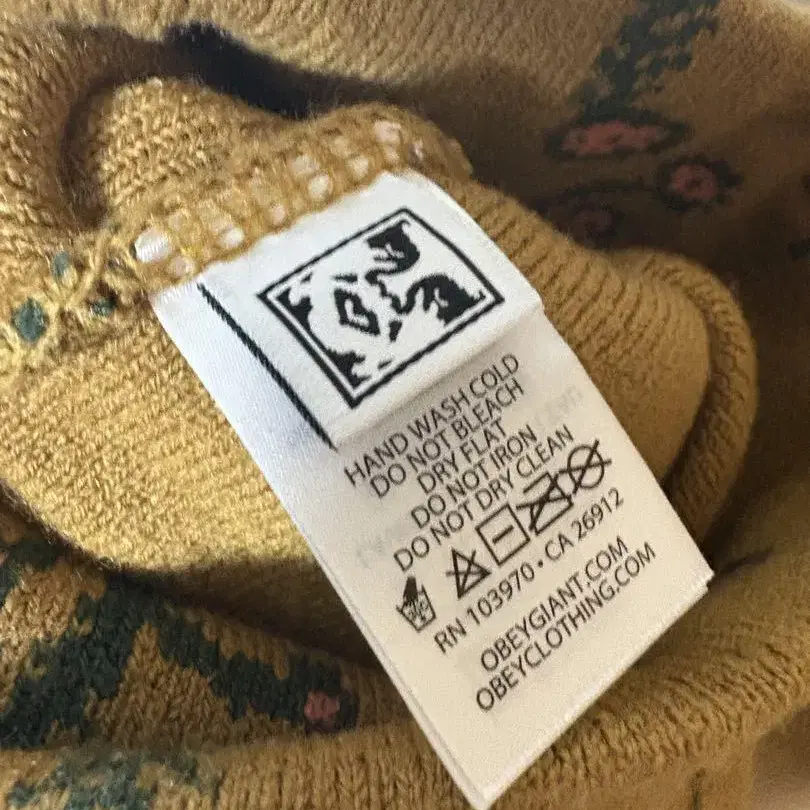 HAND WASH COLD
DO NOT BLEACH
DRY FLAT
DO NOT IRON
DO NOT DRY CLEAN
RN 103970 • CA 26912
OBEYGIANT.COM
OBEYCLOTHING.COM